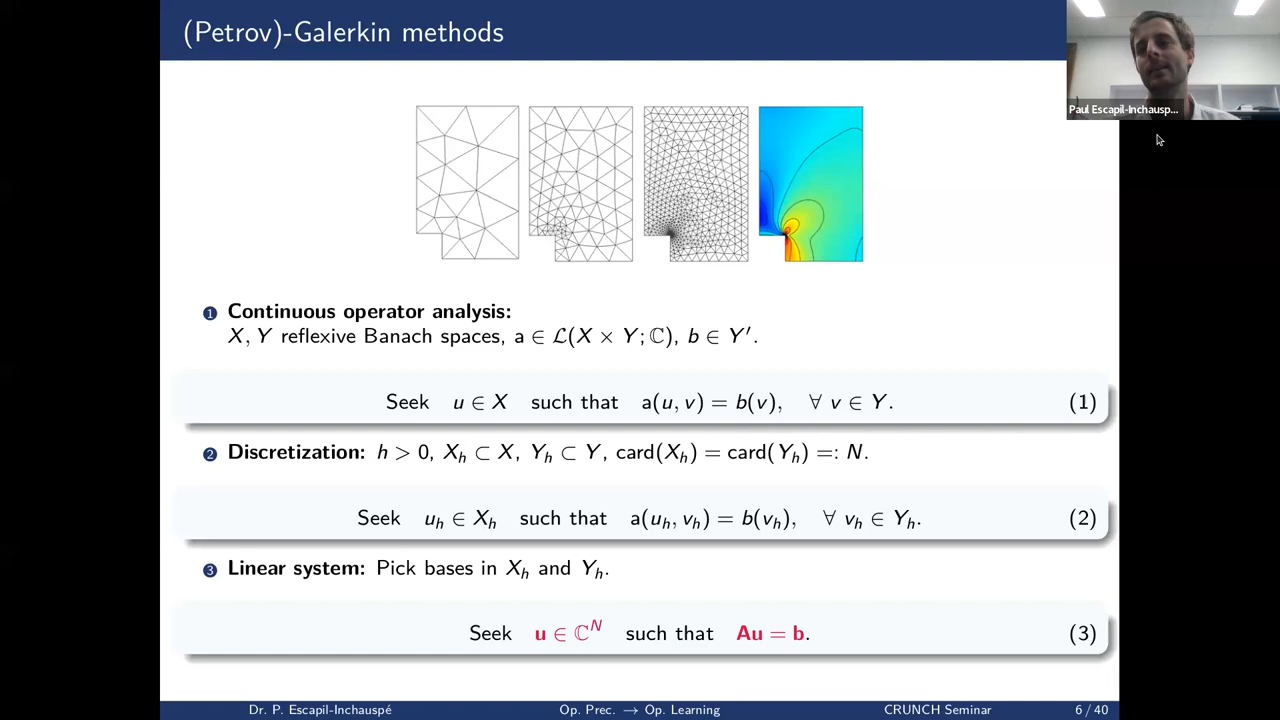 (Petrov)-Galerkin methods
Paul Escapil-Inchausp...
1 Continuous operator analysis:
X, Y reflexive Banach spaces, a ∈ ℒ(X × Y; ℂ), b ∈ Y′.
Seek u ∈ X such that a(u, v) = b(v), ∀ v ∈ Y. (1)
2 Discretization: h > 0, X_h ⊂ X, Y_h ⊂ Y, card(X_h) = card(Y_h) =: N.
Seek u_h ∈ X_h such that a(u_h, v_h) = b(v_h), ∀ v_h ∈ Y_h. (2)
3 Linear system: Pick bases in X_h and Y_h.
Seek u ∈ ℂ^N such that Au = b. (3)
Dr. P. Escapil-Inchauspé Op. Prec. → Op. Learning CRUNCH Seminar 6 / 40